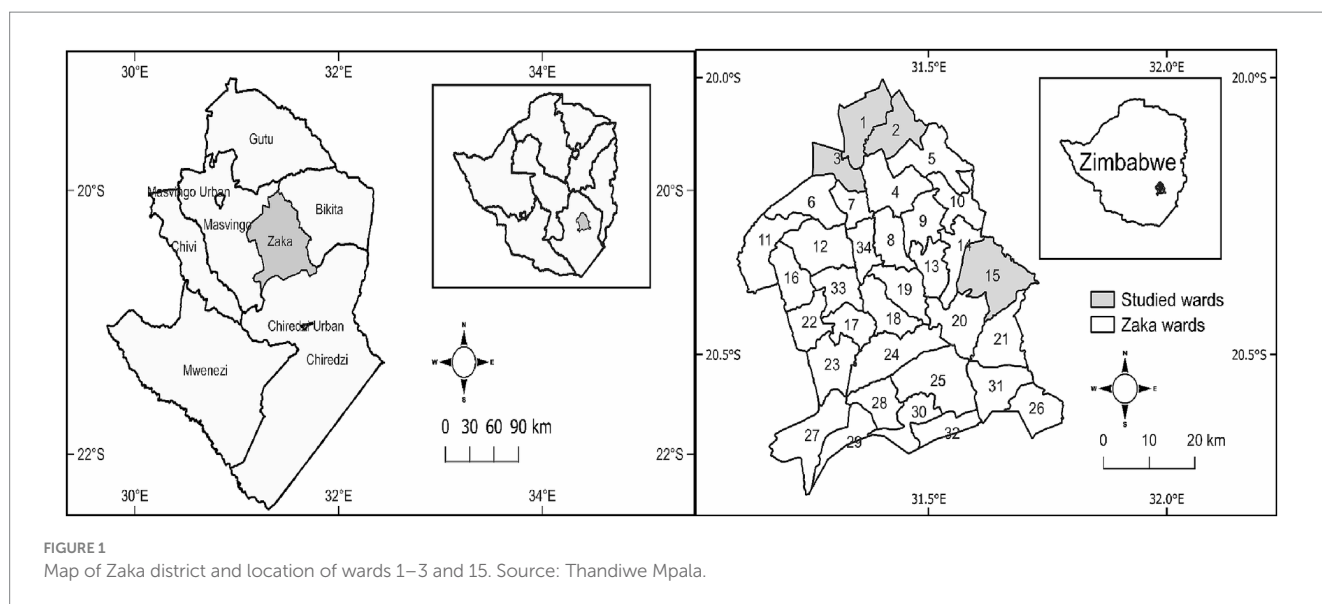 30°E
32°E
34°E
Gutu
Masvingo Urban
20°S
20°S
Masvingo
Bikita
Zaka
Chivi
Chiredzi Urban
Chiredzi
Mwenezi
N
W
E
S
0 30 60 90 km
22°S
22°S
30°E
32°E
34°E
31.5°E
32.0°E
20.0°S
20.0°S
1
2
3
5
4
6
7
10
9
11
12
34
8
14
13
15
16
33
19
22
17
18
20
21
24
23
25
31
28
30
26
27
29
32
Zimbabwe
Studied wards
Zaka wards
20.5°S
20.5°S
N
W
E
S
0 10 20 km
31.5°E
32.0°E
FIGURE 1
Map of Zaka district and location of wards 1–3 and 15. Source: Thandiwe Mpala.